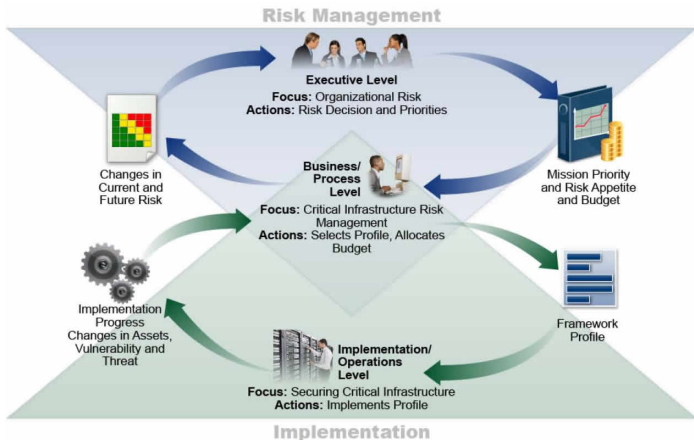 Risk Management
Executive Level
Focus: Organizational Risk
Actions: Risk Decision and Priorities
Changes in
Current and
Future Risk
Mission Priority
and Risk Appetite
and Budget
Business/
Process
Level
Focus: Critical Infrastructure Risk
Management
Actions: Selects Profile, Allocates
Budget
Implementation
Progress
Changes in Assets,
Vulnerability and
Threat
Framework
Profile
Implementation/
Operations
Level
Focus: Securing Critical Infrastructure
Actions: Implements Profile
Implementation